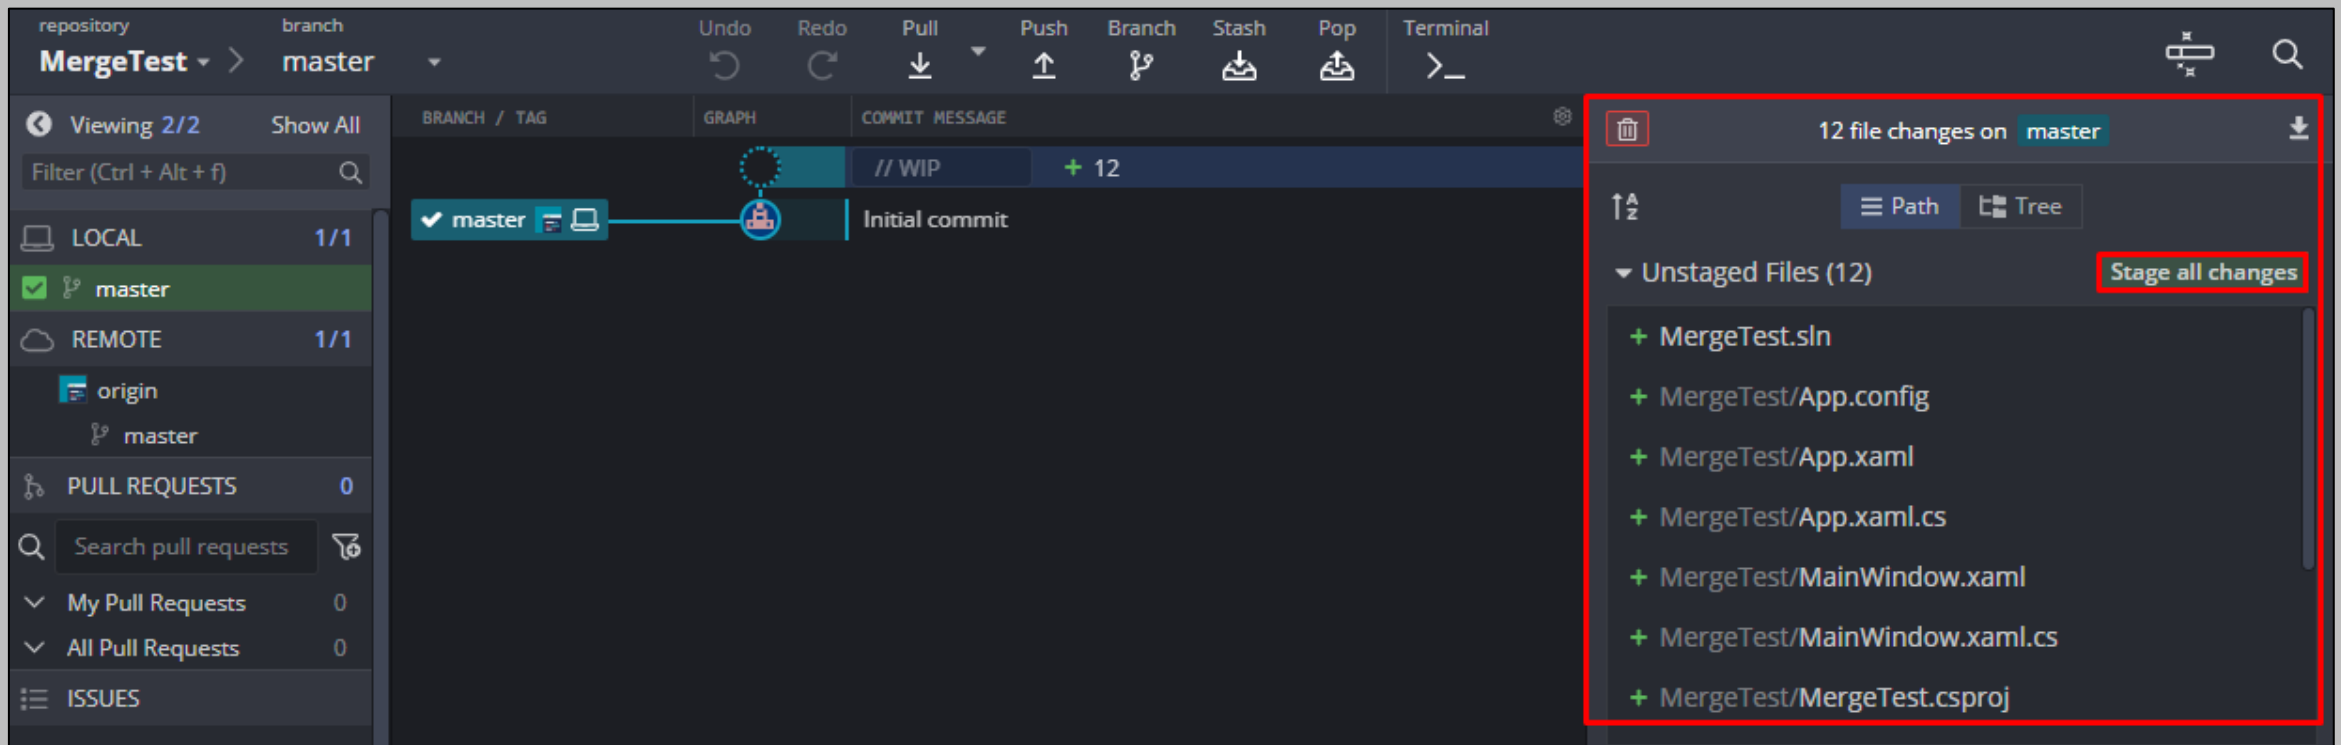 repository
branch
Undo
Redo
Pull
Push
Branch
Stash
Pop
Terminal
MergeTest
master
Viewing 2/2
Show All
Filter (Ctrl + Alt + f)
LOCAL
1/1
master
REMOTE
1/1
origin
master
PULL REQUESTS
0
Search pull requests
My Pull Requests
0
All Pull Requests
0
ISSUES
BRANCH / TAG
GRAPH
COMMIT MESSAGE
// WIP
+ 12
master
Initial commit
12 file changes on master
A
Z
Path
Tree
Unstaged Files (12)
Stage all changes
+ MergeTest.sln
+ MergeTest/App.config
+ MergeTest/App.xaml
+ MergeTest/App.xaml.cs
+ MergeTest/MainWindow.xaml
+ MergeTest/MainWindow.xaml.cs
+ MergeTest/MergeTest.csproj